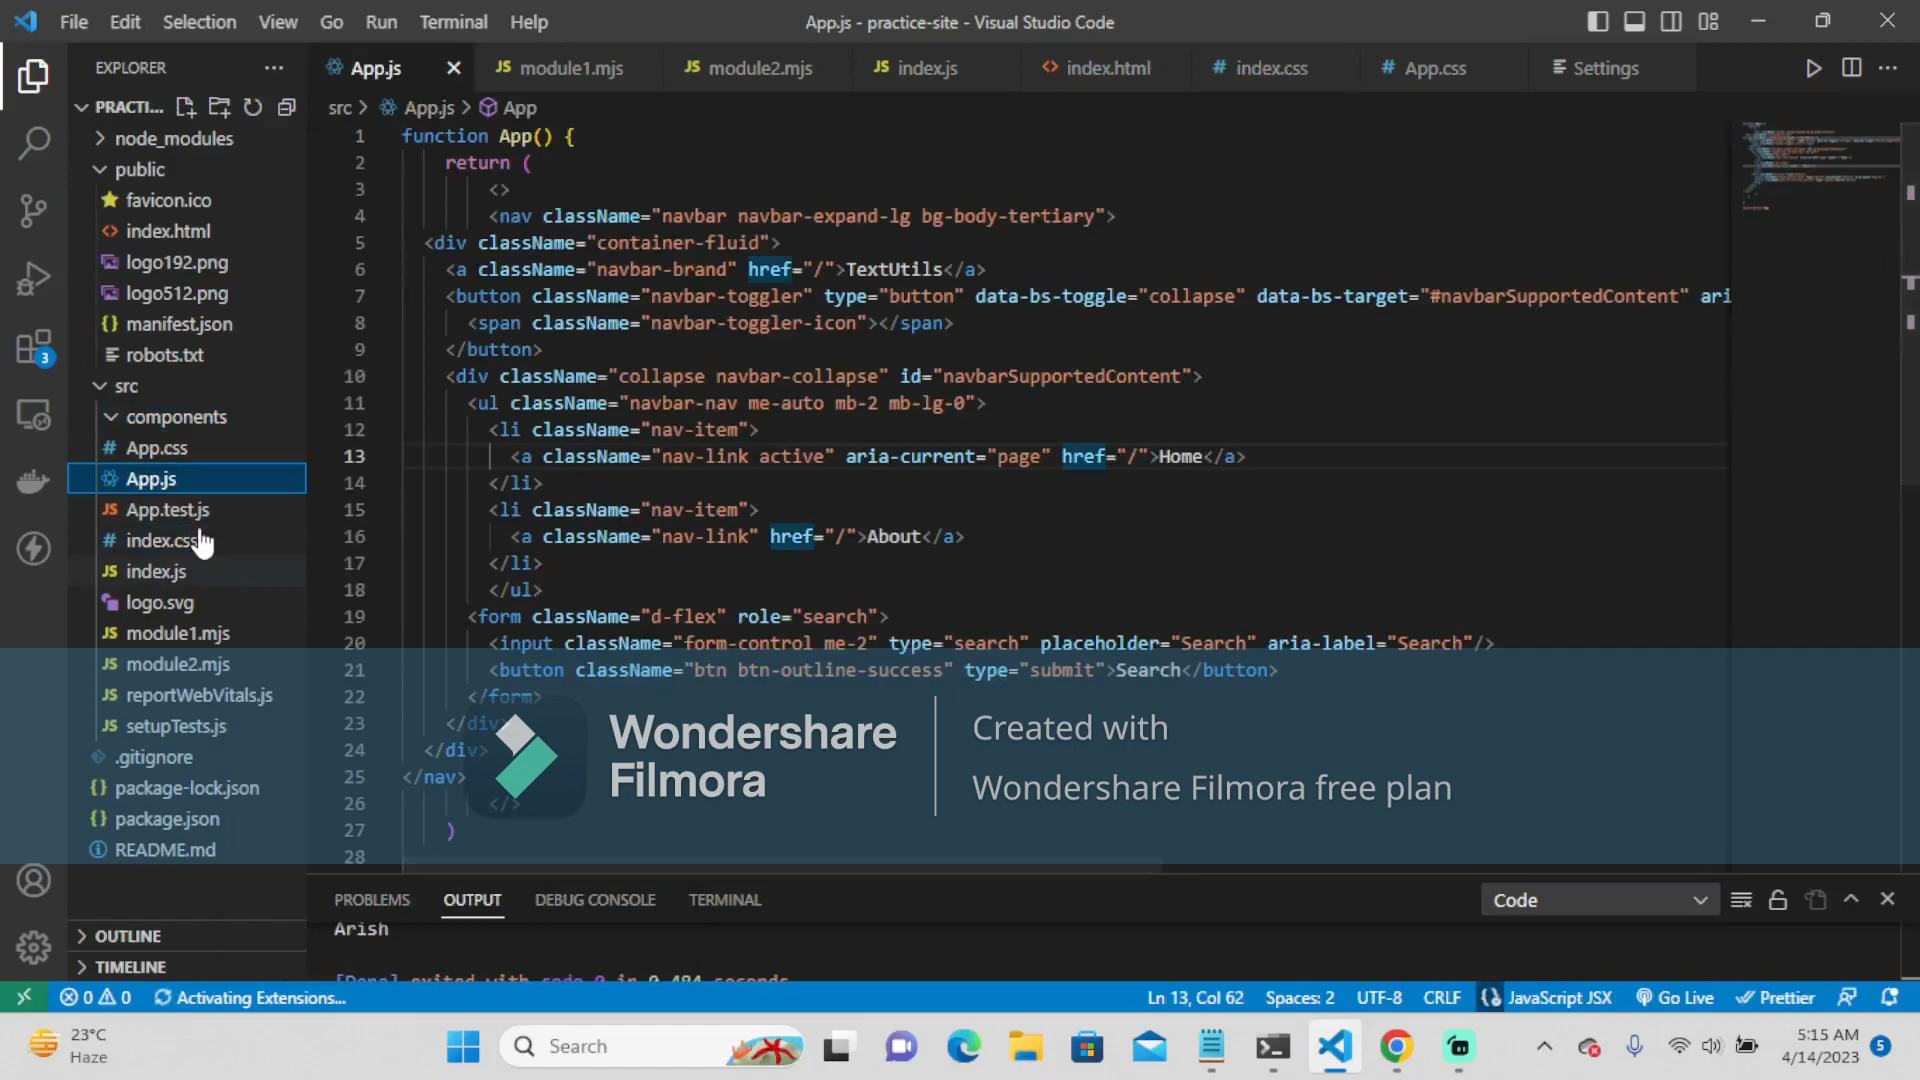 File Edit Selection View Go Run Terminal Help
App.js - practice-site - Visual Studio Code
EXPLORER
PRACTI...
node_modules
public
favicon.ico
index.html
logo192.png
logo512.png
manifest.json
robots.txt
src
components
App.css
App.js
App.test.js
index.css
index.js
logo.svg
module1.mjs
module2.mjs
reportWebVitals.js
setupTests.js
.gitignore
package-lock.json
package.json
README.md
OUTLINE
TIMELINE
App.js module1.mjs module2.mjs index.js index.html index.css App.css Settings
src > App.js > App
1 function App() {
2 return (
3 <>
4 <nav className="navbar navbar-expand-lg bg-body-tertiary">
5 <div className="container-fluid">
6 <a className="navbar-brand" href="/">TextUtils</a>
7 <button className="navbar-toggler" type="button" data-bs-toggle="collapse" data-bs-target="#navbarSupportedContent" ari
8 <span className="navbar-toggler-icon"></span>
9 </button>
10 <div className="collapse navbar-collapse" id="navbarSupportedContent">
11 <ul className="navbar-nav me-auto mb-2 mb-lg-0">
12 <li className="nav-item">
13 <a className="nav-link active" aria-current="page" href="/">Home</a>
14 </li>
15 <li className="nav-item">
16 <a className="nav-link" href="/">About</a>
17 </li>
18 </ul>
19 <form className="d-flex" role="search">
20 <input className="form-control me-2" type="search" placeholder="Search" aria-label="Search"/>
21 <button className="btn btn-outline-success" type="submit">Search</button>
22 </form>
23 </div>
24 </div>
25 </nav>
26 </>
27 )
28
Wondershare
Filmora
Created with
Wondershare Filmora free plan
PROBLEMS OUTPUT DEBUG CONSOLE TERMINAL
Code
Arish
[Done] exited with code 0 in 0.484 seconds
3
0 0 Activating Extensions...
Ln 13, Col 62 Spaces: 2 UTF-8 CRLF JavaScript JSX Go Live Prettier
23°C
Haze
Search
5:15 AM
4/14/2023
5